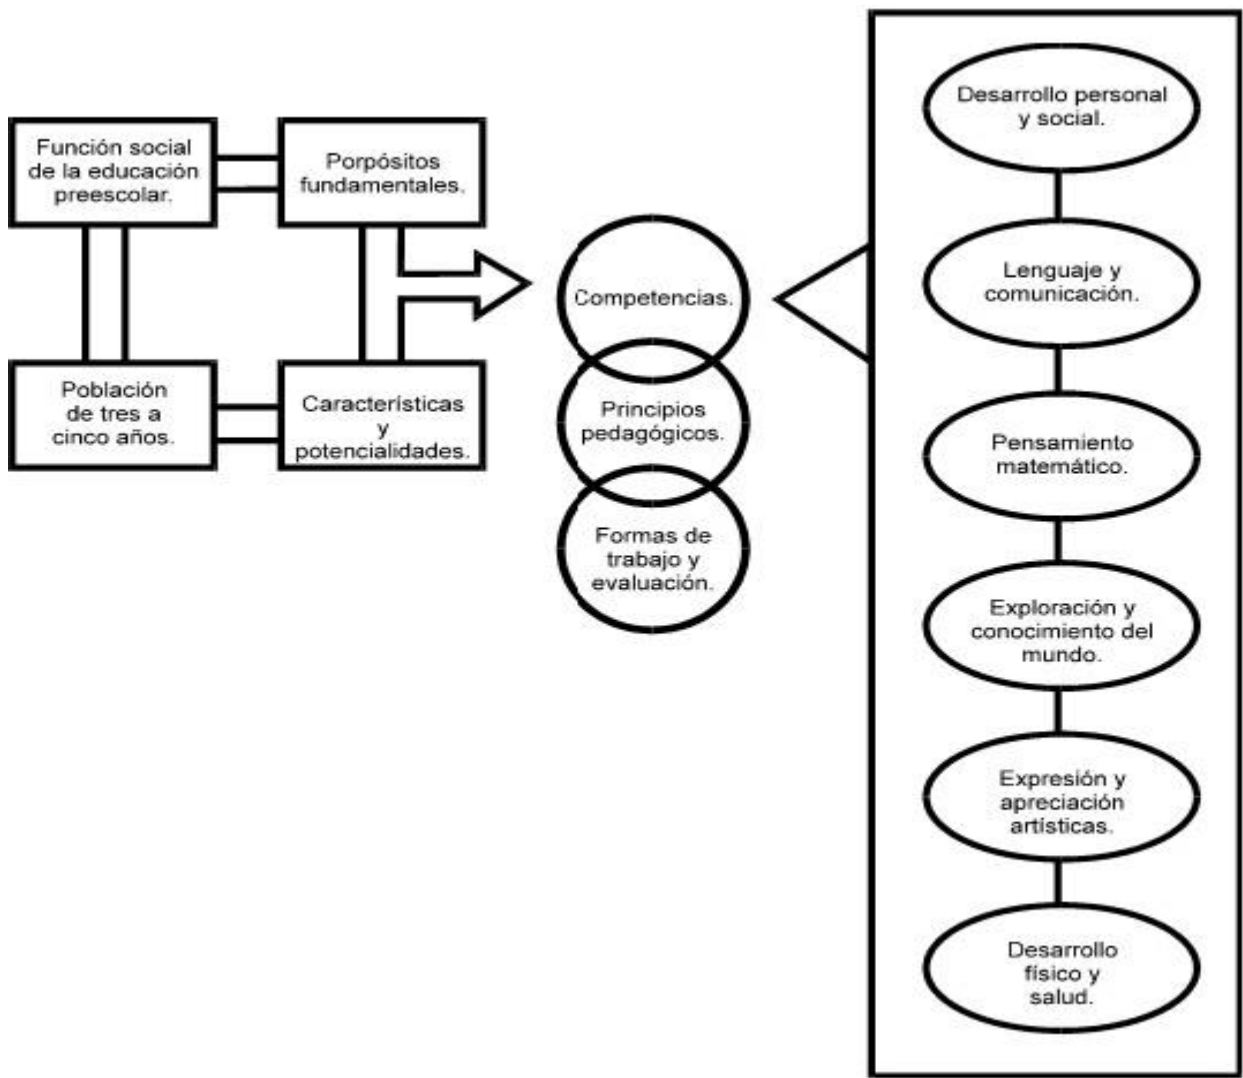 Función social
de la educación
preescolar.
Porpósitos
fundamentales.
Población
de tres a
cinco años.
Características
y
potencialidades.
Competencias.
Principios
pedagógicos.
Formas de
trabajo y
evaluación.
Desarrollo personal
y social.
Lenguaje y
comunicación.
Pensamiento
matemático.
Exploración y
conocimiento del
mundo.
Expresión y
apreciación
artísticas.
Desarrollo
físico y
salud.